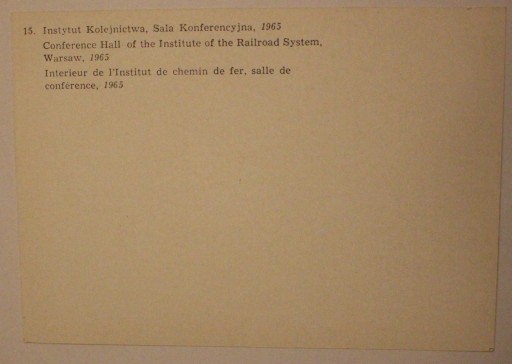 15. Instytut Kolejnictwa, Sala Konferencyjna, 1965
Conference Hall of the Institute of the Railroad System,
Warsaw, 1965
Interieur de l'Institut de chemin de fer, salle de
conférence, 1965